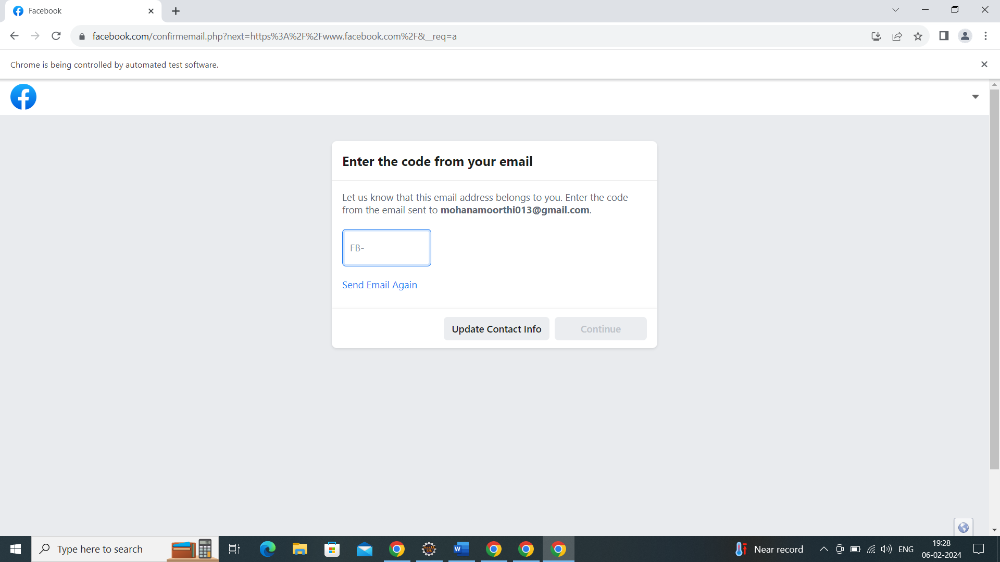 Facebook
facebook.com/confirmemail.php?next=https%3A%2F%2Fwww.facebook.com%2F&__req=a
Chrome is being controlled by automated test software.
Enter the code from your email
Let us know that this email address belongs to you. Enter the code
from the email sent to mohanamoorthi013@gmail.com.
FB-
Send Email Again
Update Contact Info
Continue
Type here to search
Near record
ENG
19:28
06-02-2024